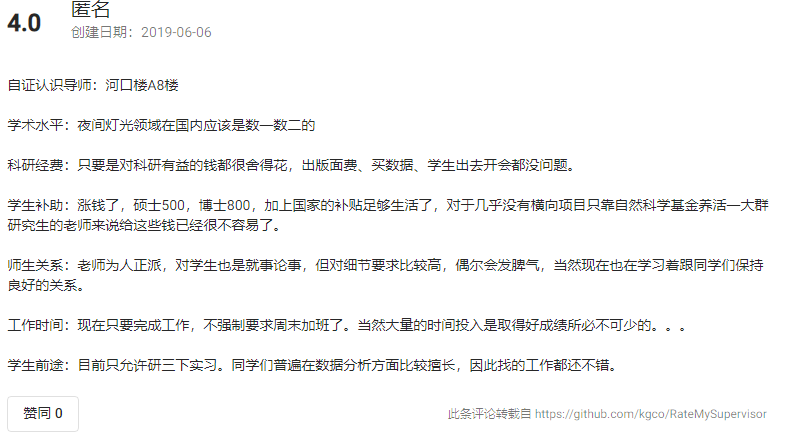 4.0
匿名
创建日期：2019-06-06
自证认识导师：河口楼A8楼
学术水平：夜间灯光领域在国内应该是数一数二的
科研经费：只要是对科研有益的钱都很舍得花，出版面费、买数据、学生出去开会都没问题。
学生补助：涨钱了，硕士500，博士800，加上国家的补贴足够生活了，对于几乎没有横向项目只靠自然科学基金养活一大群
研究生的老师来说给这些钱已经很不容易了。
师生关系：老师为人正派，对学生也是就事论事，但对细节要求比较高，偶尔会发脾气，当然现在也在学习着跟同学们保持
良好的关系。
工作时间：现在只要完成工作，不强制要求周末加班了。当然大量的时间投入是取得好成绩所必不可少的。。。
学生前途：目前只允许研三下实习。同学们普遍在数据分析方面比较擅长，因此找的工作都还不错。
赞同 0
此条评论转载自 https://github.com/kgco/RateMySupervisor